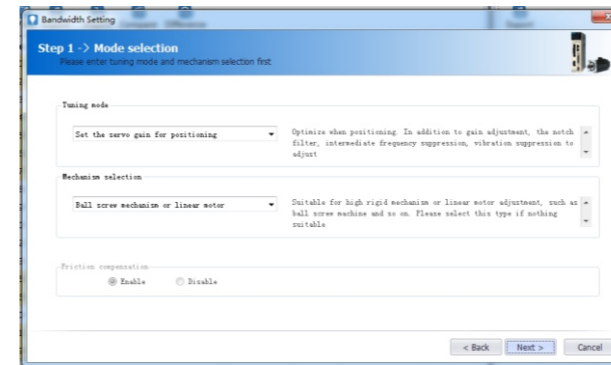 Bandwidth Setting
Step 1 -> Mode selection
Please enter tuning mode and mechanism selection first
Tuning mode
Set the servo gain for positioning
Optimize when positioning. In addition to gain adjustment, the notch
filter, intermediate frequency suppression, vibration suppression to
adjust
Mechanism selection
Ball screw mechanism or linear motor
Suitable for high rigid mechanism or linear motor adjustment, such as
ball screw machine and so on. Please select this type if nothing
suitable
Friction compensation
Enable
Disable
< Back
Next >
Cancel